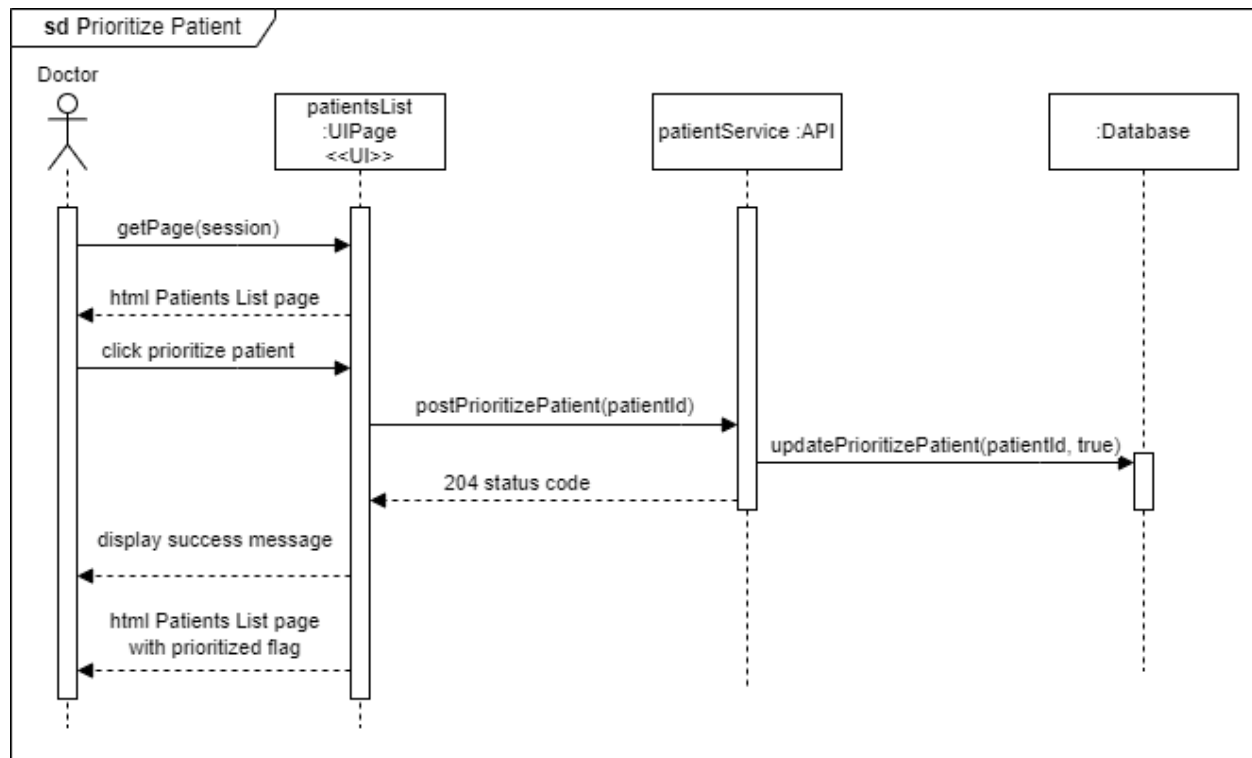 sd Prioritize Patient
Doctor
patientsList
:UIPage
<<UI>>
patientService :API
:Database
getPage(session)
html Patients List page
click prioritize patient
postPrioritizePatient(patientId)
updatePrioritizePatient(patientId, true)
204 status code
display success message
html Patients List page
with prioritized flag